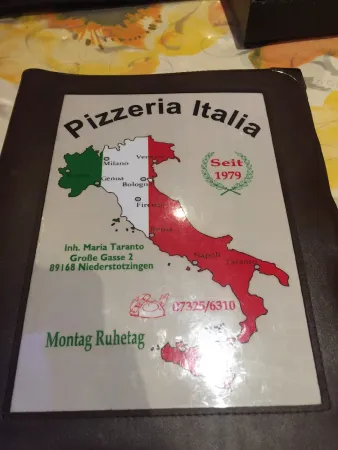 Pizzeria Italia
Milano
Genoa
Bologna
Seit
1979
Inh. Maria Taranto
Große Gasse 2
89168 Niederstotzingen
Napoli
Taranto
07325/6310
Montag Ruhetag